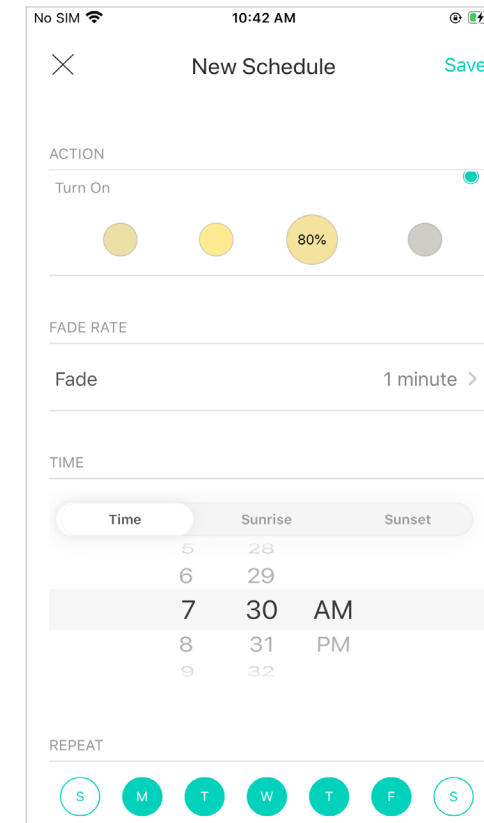 No SIM 10:42 AM
New Schedule Save
ACTION
Turn On
80%
FADE RATE
Fade 1 minute
TIME
Time Sunrise Sunset
5 28
6 29
7 30 AM
8 31 PM
9 32
REPEAT
S M T W T F S